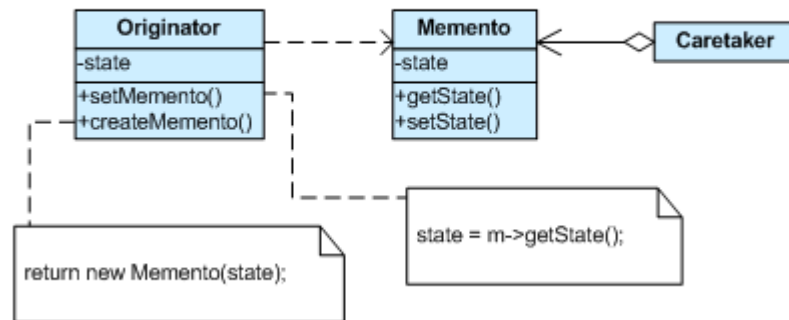 Originator
-state
+setMemento()
+createMemento()
Memento
-state
+getState()
+setState()
Caretaker
state = m->getState();
return new Memento(state);